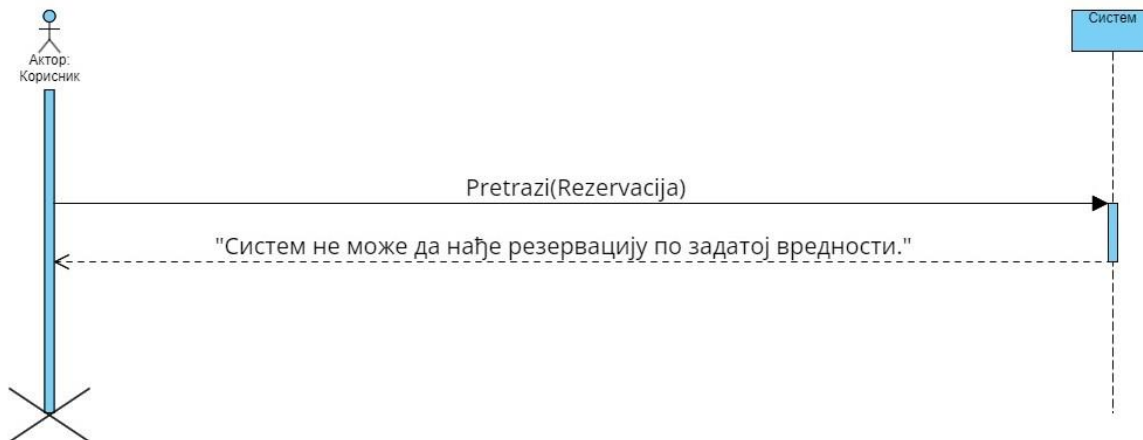 Актор:
Корисник
Систем
Pretrazi(Rezervacija)
"Систем не може да нађе резервацију по задатој вредности."